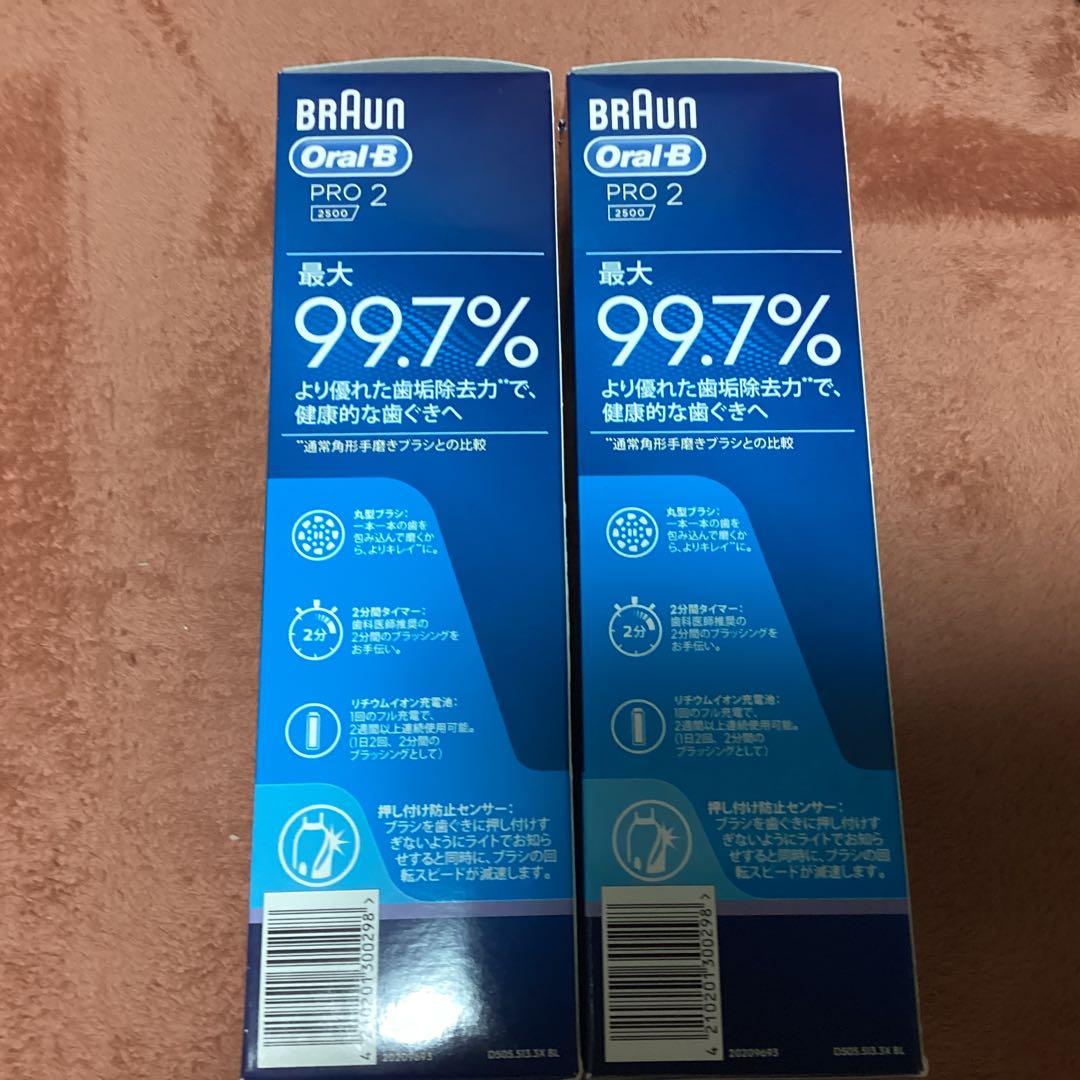 BRAUN
Oral-B
PRO 2
2500
最大
99.7%
より優れた歯垢除去力**で、
健康的な歯ぐきへ
**通常角形手磨きブラシとの比較
丸型ブラシ:
一本一本の歯を
包み込んで磨くか
ら、よりキレイ**に。
2分
2分間タイマー:
歯科医師推奨の
2分間のブラッシングを
お手伝い。
リチウムイオン充電池:
1回のフル充電で、
2週間以上連続使用可能。
(1日2回、2分間の
ブラッシングとして)
押し付け防止センサー:
ブラシを歯ぐきに押し付けす
ぎないようにライトでお知ら
せすると同時に、ブラシの回
転スピードが減速します。
4 210201 300298 >
20209693
D505.513.3X BL
BRAUN
Oral-B
PRO 2
2500
最大
99.7%
より優れた歯垢除去力**で、
健康的な歯ぐきへ
**通常角形手磨きブラシとの比較
丸型ブラシ:
一本一本の歯を
包み込んで磨くか
ら、よりキレイ**に。
2分
2分間タイマー:
歯科医師推奨の
2分間のブラッシングを
お手伝い。
リチウムイオン充電池:
1回のフル充電で、
2週間以上連続使用可能。
(1日2回、2分間の
ブラッシングとして)
押し付け防止センサー:
ブラシを歯ぐきに押し付けす
ぎないようにライトでお知ら
せすると同時に、ブラシの回
転スピードが減速します。
4 210201 300298 >
20209693
D505.513.3X BL